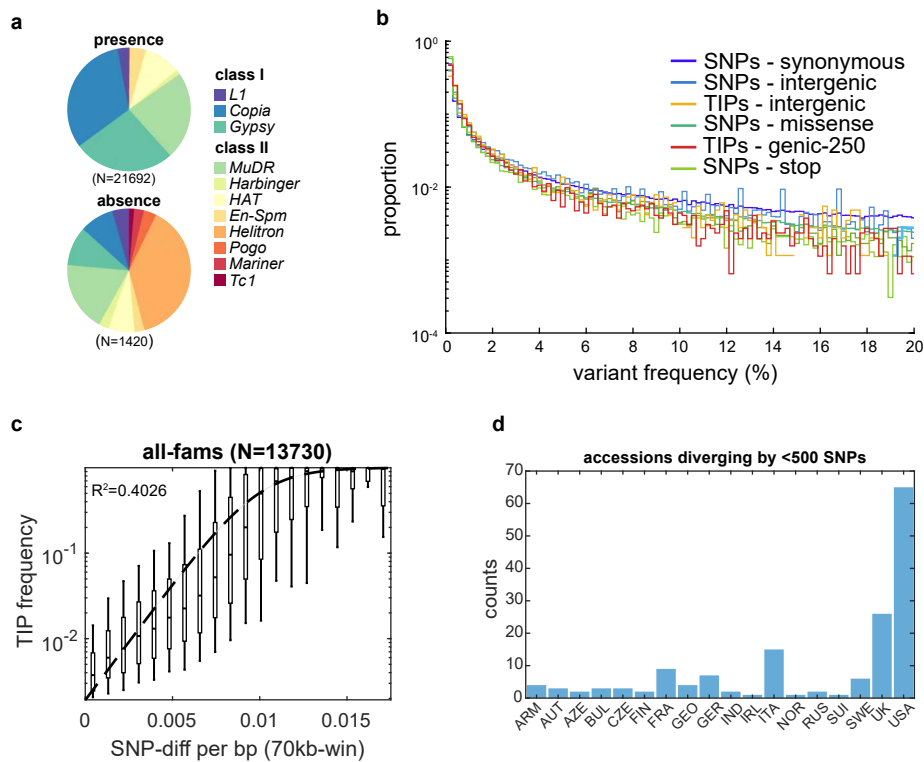 a
presence
(N=21692)
absence
(N=1420)
class I
L1
Copia
Gypsy
class II
MuDR
Harbinger
HAT
En-Spm
Helitron
Pogo
Mariner
Tc1
b
proportion
10^0
10^-2
10^-4
SNPs - synonymous
SNPs - intergenic
TIPs - intergenic
SNPs - missense
TIPs - genic-250
SNPs - stop
0 2 4 6 8 10 12 14 16 18 20
variant frequency (%)
c
all-fams (N=13730)
R²=0.4026
TIP frequency
10^-1
10^-2
0 0.005 0.01 0.015
SNP-diff per bp (70kb-win)
d
accessions diverging by <500 SNPs
counts
70
60
50
40
30
20
10
0
ARM AUT AZE BUL CZE FIN FRA GEO GER IND IRL ITA NOR RUS SUI SWE UK USA